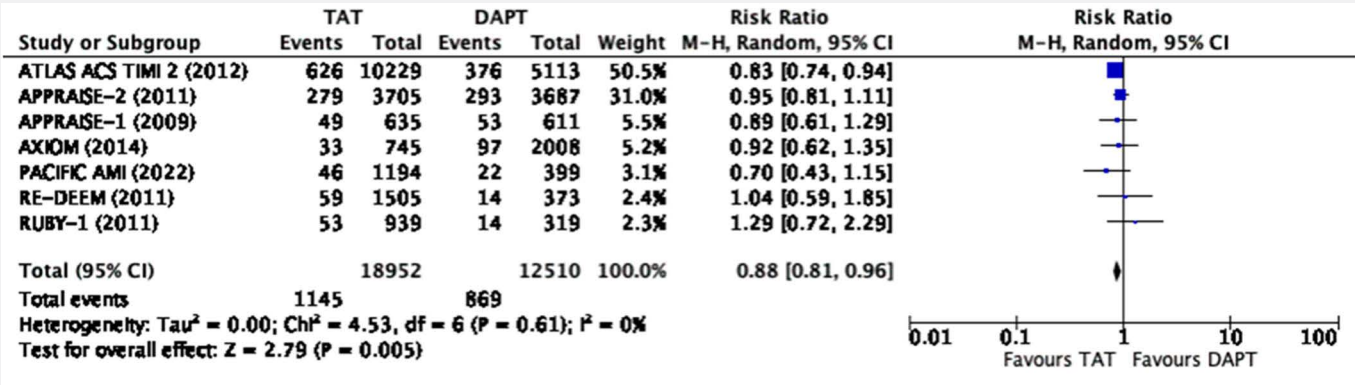 TAT DAPT Risk Ratio Risk Ratio
Study or Subgroup Events Total Events Total Weight M-H, Random, 95% CI M-H, Random, 95% CI
ATLAS ACS TIMI 2 (2012) 626 10229 376 5113 50.5% 0.83 [0.74, 0.94]
APPRAISE-2 (2011) 279 3705 293 3687 31.0% 0.95 [0.81, 1.11]
APPRAISE-1 (2009) 49 635 53 611 5.5% 0.89 [0.61, 1.29]
AXIOM (2014) 33 745 97 2008 5.2% 0.92 [0.62, 1.35]
PACIFIC AMI (2022) 46 1194 22 399 3.1% 0.70 [0.43, 1.15]
RE-DEEM (2011) 59 1505 14 373 2.4% 1.04 [0.59, 1.85]
RUBY-1 (2011) 53 939 14 319 2.3% 1.29 [0.72, 2.29]
Total (95% CI) 18952 12510 100.0% 0.88 [0.81, 0.96]
Total events 1145 869
Heterogeneity: Tau² = 0.00; Chi² = 4.53, df = 6 (P = 0.61); I² = 0%
Test for overall effect: Z = 2.79 (P = 0.005)
0.01 0.1 1 10 100
Favours TAT Favours DAPT